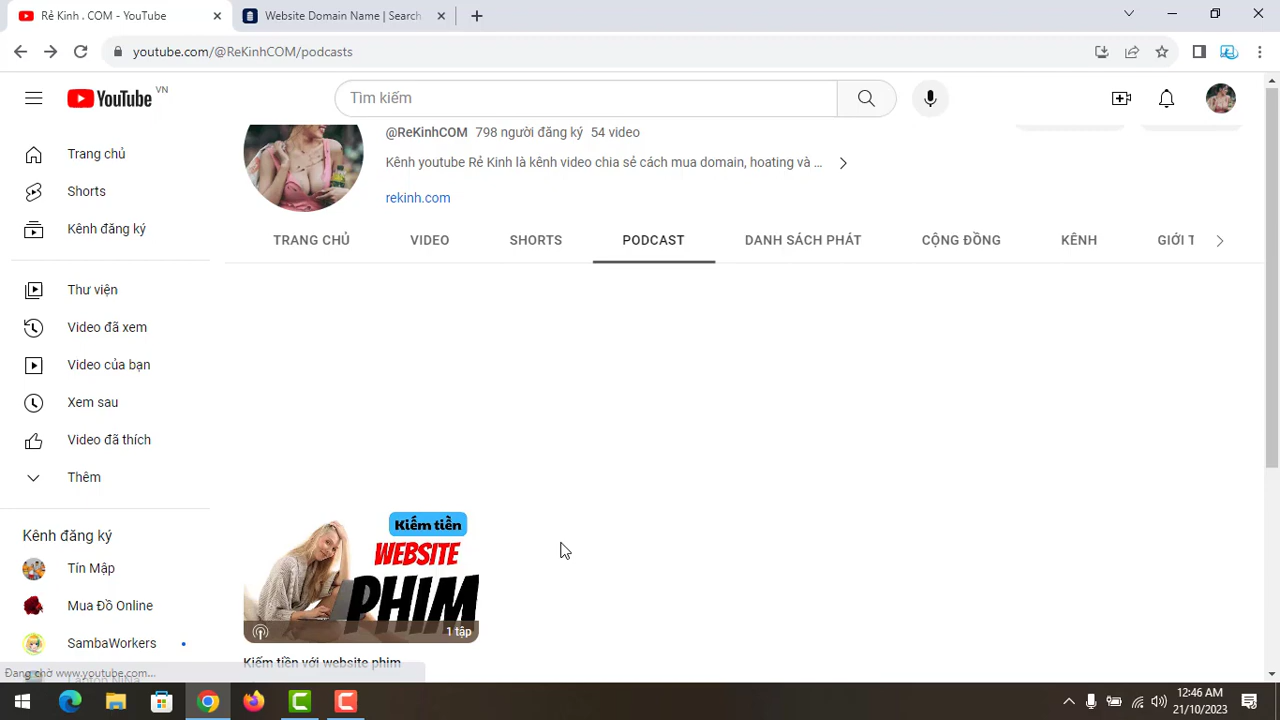 Rẻ Kinh . COM - YouTube
Website Domain Name | Search
youtube.com/@ReKinhCOM/podcasts
YouTube VN
Tìm kiếm
@ReKinhCOM 798 người đăng ký 54 video
Kênh youtube Rẻ Kinh là kênh video chia sẻ cách mua domain, hoating và ...
rekinh.com
TRANG CHỦ VIDEO SHORTS PODCAST DANH SÁCH PHÁT CỘNG ĐỒNG KÊNH GIỚI T
Trang chủ
Shorts
Kênh đăng ký
Thư viện
Video đã xem
Video của bạn
Xem sau
Video đã thích
Thêm
Kênh đăng ký
Tín Mập
Mua Đồ Online
SambaWorkers
Kiếm tiền
WEBSITE
PHIM
1 tập
Kiếm tiền với website phim
Đang chờ www.youtube.com...
12:46 AM
21/10/2023